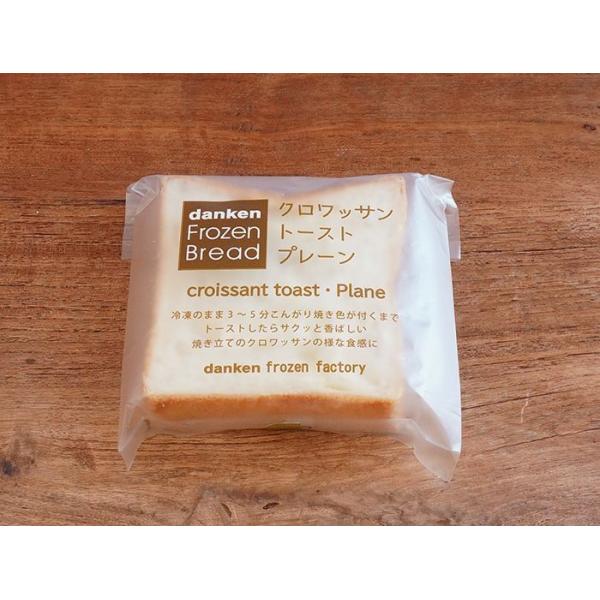 danken
Frozen
Bread
クロワッサン
トースト
プレーン
croissant toast・Plane
冷凍のまま3～5分こんがり焼き色が付くまで
トーストしたらサクッと香ばしい
焼き立てのクロワッサンの様な食感に
danken frozen factory